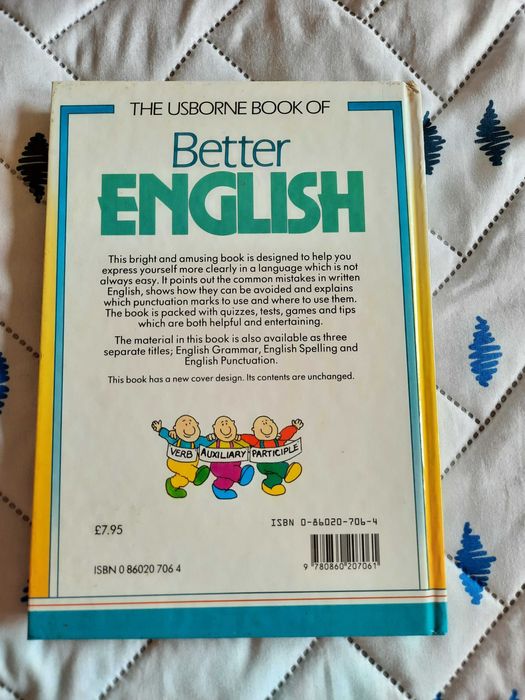 THE USBORNE BOOK OF
Better
ENGLISH
This bright and amusing book is designed to help you
express yourself more clearly in a language which is not
always easy. It points out the common mistakes in written
English, shows how they can be avoided and explains
which punctuation marks to use and where to use them.
The book is packed with quizzes, tests, games and tips
which are both helpful and entertaining.
The material in this book is also available as three
separate titles; English Grammar, English Spelling and
English Punctuation.
This book has a new cover design. Its contents are unchanged.
VERB AUXILIARY PARTICIPLE
£7.95
ISBN 0-86020-706-4
ISBN 0 86020 706 4
9 780860 207061